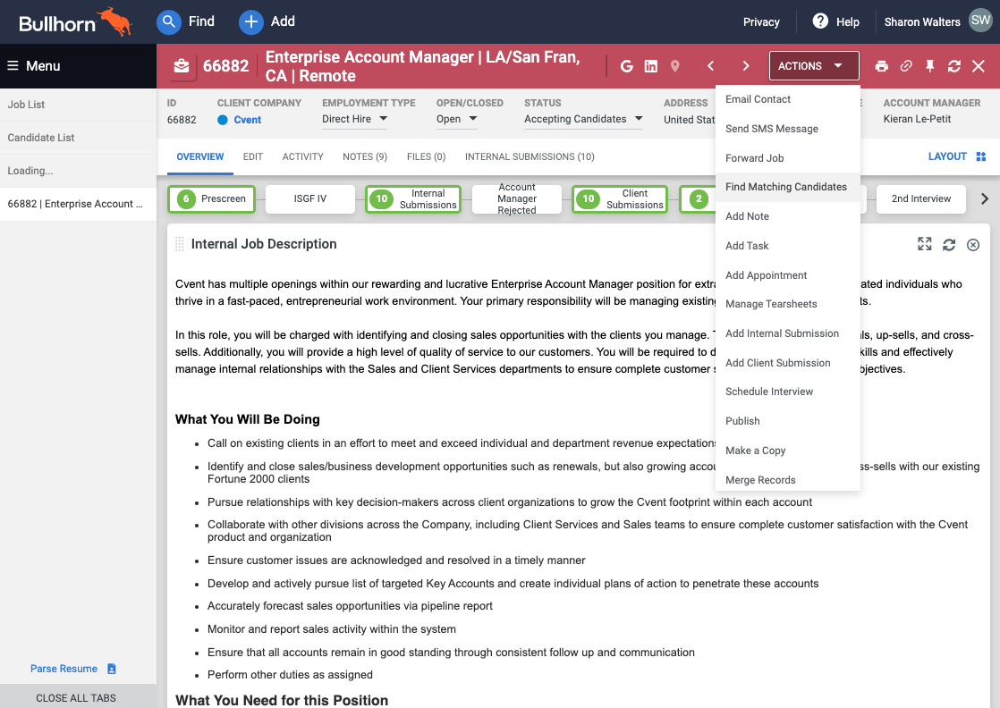 Bullhorn
Find
Add
Privacy
Help
Sharon Walters
SW
Menu
66882
Enterprise Account Manager | LA/San Fran,
CA | Remote
ACTIONS
Job List
Candidate List
Loading...
66882 | Enterprise Account ...
Parse Resume
CLOSE ALL TABS
ID
66882
CLIENT COMPANY
Cvent
EMPLOYMENT TYPE
Direct Hire
OPEN/CLOSED
Open
STATUS
Accepting Candidates
ADDRESS
United Stat
E
ACCOUNT MANAGER
Kieran Le-Petit
OVERVIEW
EDIT
ACTIVITY
NOTES (9)
FILES (0)
INTERNAL SUBMISSIONS (10)
LAYOUT
6 Prescreen
ISGF IV
10 Internal
Submissions
Account
Manager
Rejected
10 Client
Submissions
2
2nd Interview
Email Contact
Send SMS Message
Forward Job
Find Matching Candidates
Add Note
Add Task
Add Appointment
Manage Tearsheets
Add Internal Submission
Add Client Submission
Schedule Interview
Publish
Make a Copy
Merge Records
Internal Job Description
Cvent has multiple openings within our rewarding and lucrative Enterprise Account Manager position for extra ated individuals who
thrive in a fast-paced, entrepreneurial work environment. Your primary responsibility will be managing existing ts.
In this role, you will be charged with identifying and closing sales opportunities with the clients you manage. T ls, up-sells, and cross-
sells. Additionally, you will provide a high level of quality of service to our customers. You will be required to d kills and effectively
manage internal relationships with the Sales and Client Services departments to ensure complete customer s bjectives.
What You Will Be Doing
• Call on existing clients in an effort to meet and exceed individual and department revenue expectations
• Identify and close sales/business development opportunities such as renewals, but also growing accou ss-sells with our existing
Fortune 2000 clients
• Pursue relationships with key decision-makers across client organizations to grow the Cvent footprint within each account
• Collaborate with other divisions across the Company, including Client Services and Sales teams to ensure complete customer satisfaction with the Cvent
product and organization
• Ensure customer issues are acknowledged and resolved in a timely manner
• Develop and actively pursue list of targeted Key Accounts and create individual plans of action to penetrate these accounts
• Accurately forecast sales opportunities via pipeline report
• Monitor and report sales activity within the system
• Ensure that all accounts remain in good standing through consistent follow up and communication
• Perform other duties as assigned
What You Need for this Position